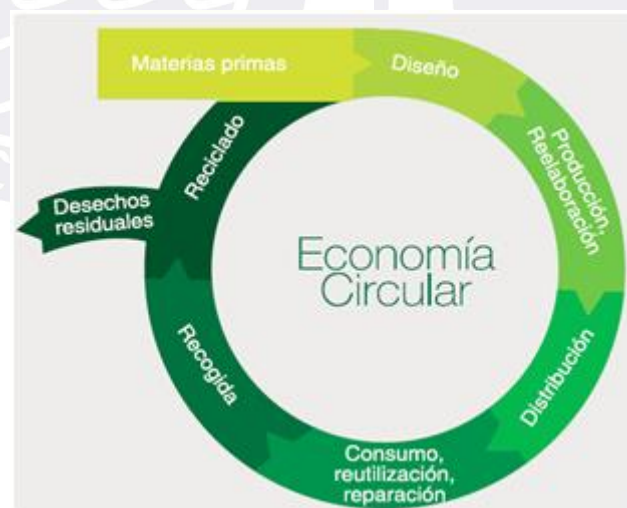 Materias primas
Diseño
Producción,
Reelaboración
Distribución
Consumo,
reutilización,
reparación
Recogida
Reciclado
Desechos
residuales
Economía
Circular